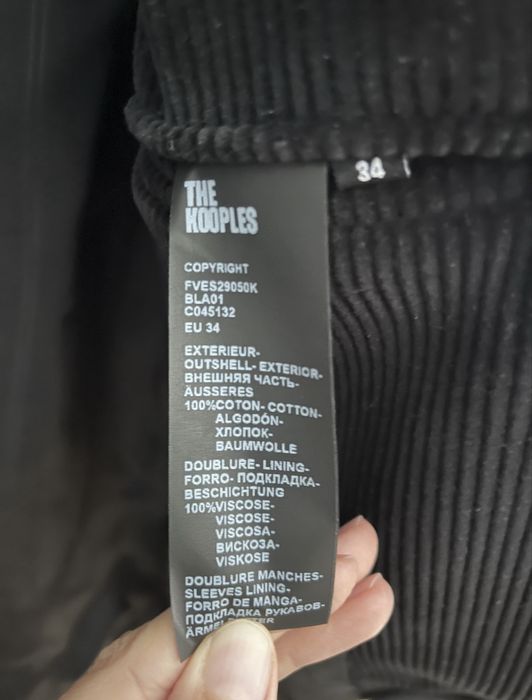 34
THE
KOOPLES
COPYRIGHT
FVES29050K
BLA01
C045132
EU 34
EXTERIEUR-
OUTSHELL- EXTERIOR-
ВНЕШНЯЯ ЧАСТЬ-
ÄUSSERES
100%COTON- COTTON-
ALGODÓN-
ХЛОПОК-
BAUMWOLLE
DOUBLURE- LINING-
FORRO- ПОДКЛАДКА-
BESCHICHTUNG
100%VISCOSE-
VISCOSE-
VISCOSA-
ВИСКОЗА-
VISKOSE
DOUBLURE MANCHES-
SLEEVES LINING-
FORRO DE MANGA-
ПОДКЛАДКА РУКАВОВ-